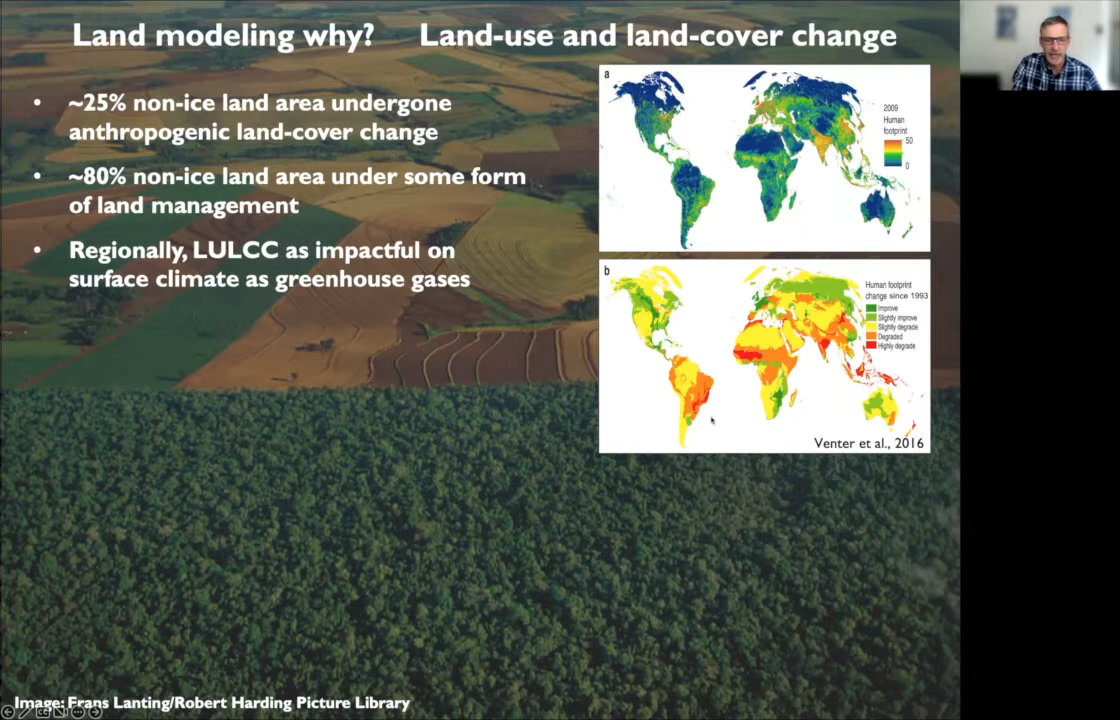 Land modeling why? Land-use and land-cover change
• ~25% non-ice land area undergone
anthropogenic land-cover change
• ~80% non-ice land area under some form
of land management
• Regionally, LULCC as impactful on
surface climate as greenhouse gases
a
2009
Human
footprint
50
0
b
Human footprint
change since 1993
Improve
Slightly improve
Slightly degrade
Degraded
Highly degrade
Venter et al., 2016
Image: Frans Lanting/Robert Harding Picture Library